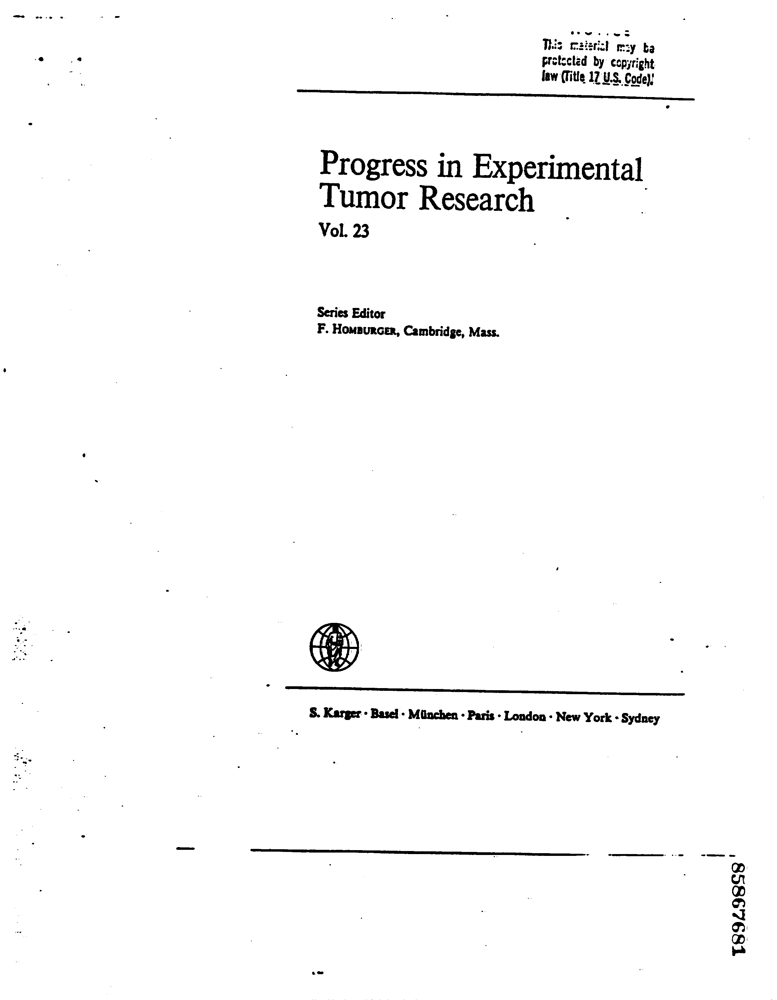 NOTICE
This material may be
protected by copyright
law (Title 17 U.S. Code).
Progress in Experimental
Tumor Research
Vol. 23
Series Editor
F. HOMBURGER, Cambridge, Mass.
S. Karger · Basel · München · Paris · London · New York · Sydney
85867681